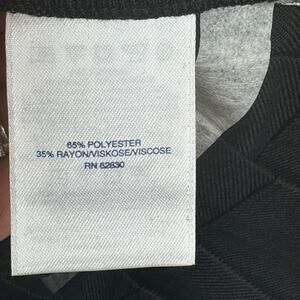 65% POLYESTER
35% RAYON/VISKOSE/VISCOSE
RN 62830